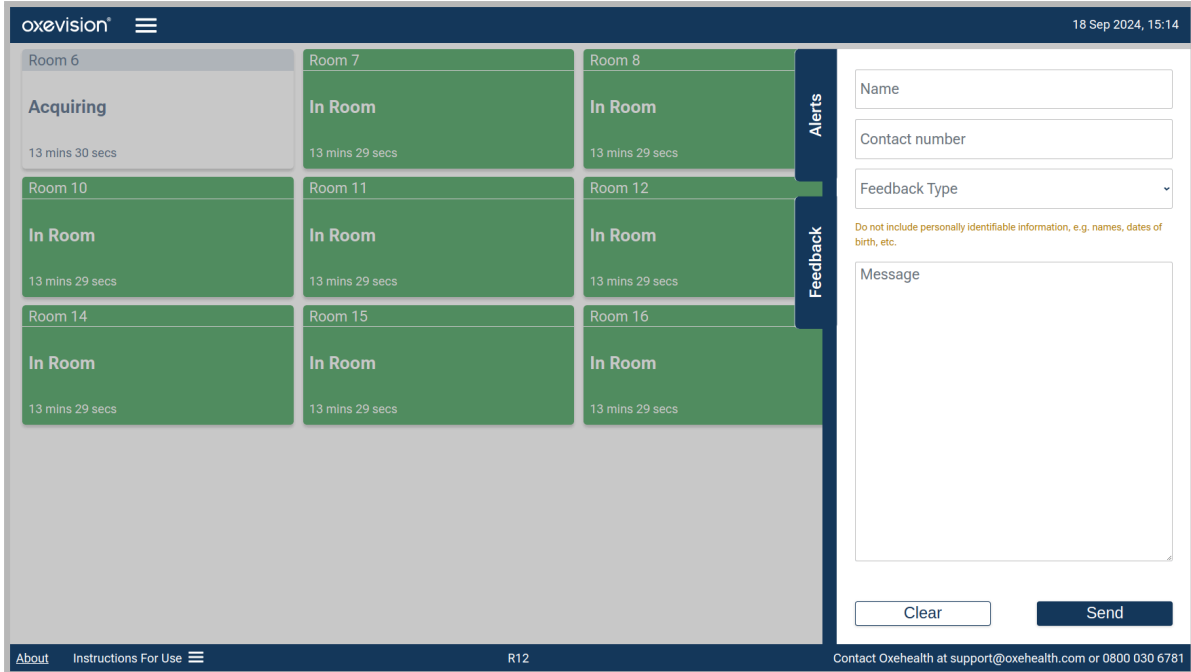 oxevision®
18 Sep 2024, 15:14
Room 6
Acquiring
13 mins 30 secs
Room 7
In Room
13 mins 29 secs
Room 8
In Room
13 mins 29 secs
Room 10
In Room
13 mins 29 secs
Room 11
In Room
13 mins 29 secs
Room 12
In Room
13 mins 29 secs
Room 14
In Room
13 mins 29 secs
Room 15
In Room
13 mins 29 secs
Room 16
In Room
13 mins 29 secs
Alerts
Feedback
Name
Contact number
Feedback Type
Do not include personally identifiable information, e.g. names, dates of
birth, etc.
Message
Clear
Send
About
Instructions For Use
R12
Contact Oxehealth at support@oxehealth.com or 0800 030 6781